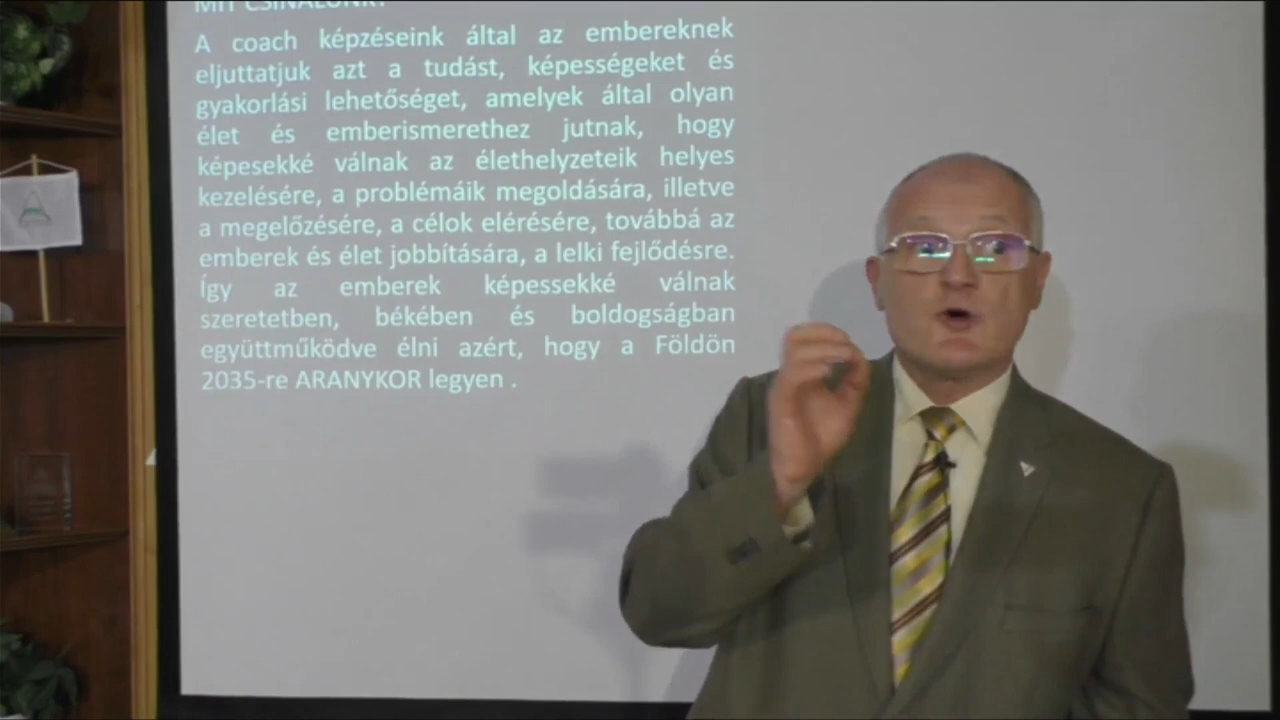 MIT CSINÁLUNK?
A coach képzéseink által az embereknek
eljuttatjuk azt a tudást, képességeket és
gyakorlási lehetőséget, amelyek által olyan
élet és emberismerethez jutnak, hogy
képesekké válnak az élethelyzeteik helyes
kezelésére, a problémáik megoldására, illetve
a megelőzésére, a célok elérésére, továbbá az
emberek és élet jobbítására, a lelki fejlődésre.
Így az emberek képessekké válnak
szeretetben, békében és boldogságban
együttműködve élni azért, hogy a Földön
2035-re ARANYKOR legyen .